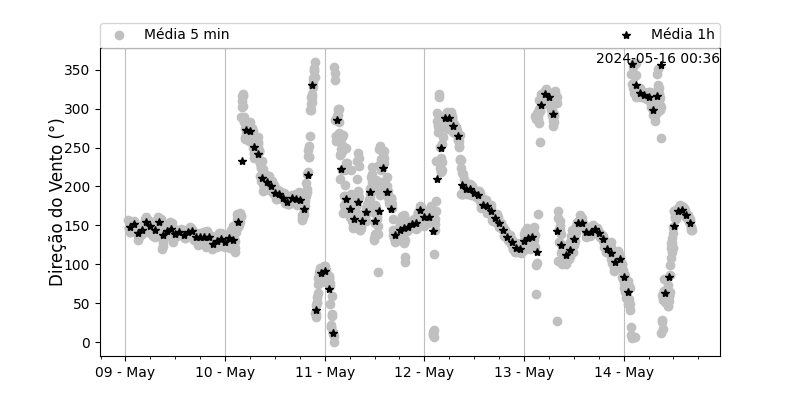 Média 5 min
Média 1h
2024-05-16 00:36
Direção do Vento (°)
350
300
250
200
150
100
50
0
09 - May
10 - May
11 - May
12 - May
13 - May
14 - May